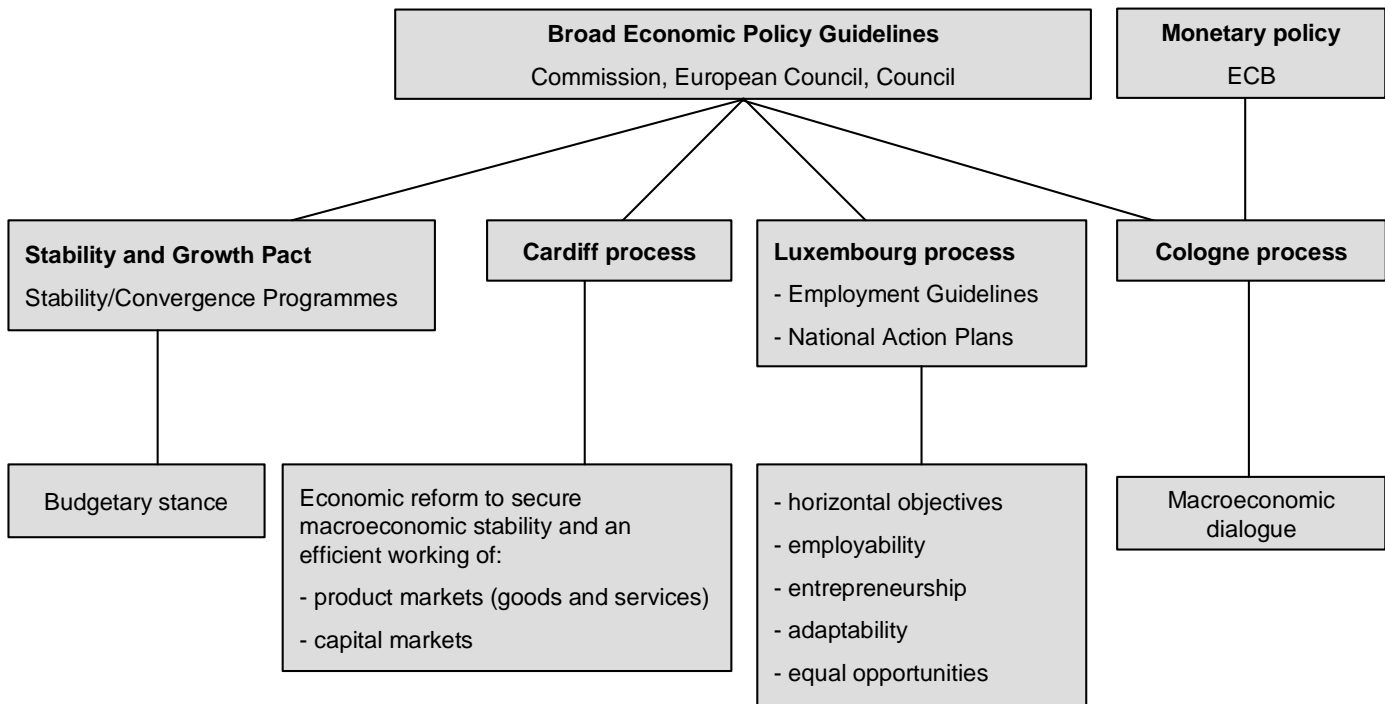 Broad Economic Policy Guidelines
Commission, European Council, Council
Monetary policy
ECB
Stability and Growth Pact
Stability/Convergence Programmes
Cardiff process
Luxembourg process
- Employment Guidelines
- National Action Plans
Cologne process
Budgetary stance
Economic reform to secure
macroeconomic stability and an
efficient working of:
- product markets (goods and services)
- capital markets
- horizontal objectives
- employability
- entrepreneurship
- adaptability
- equal opportunities
Macroeconomic
dialogue